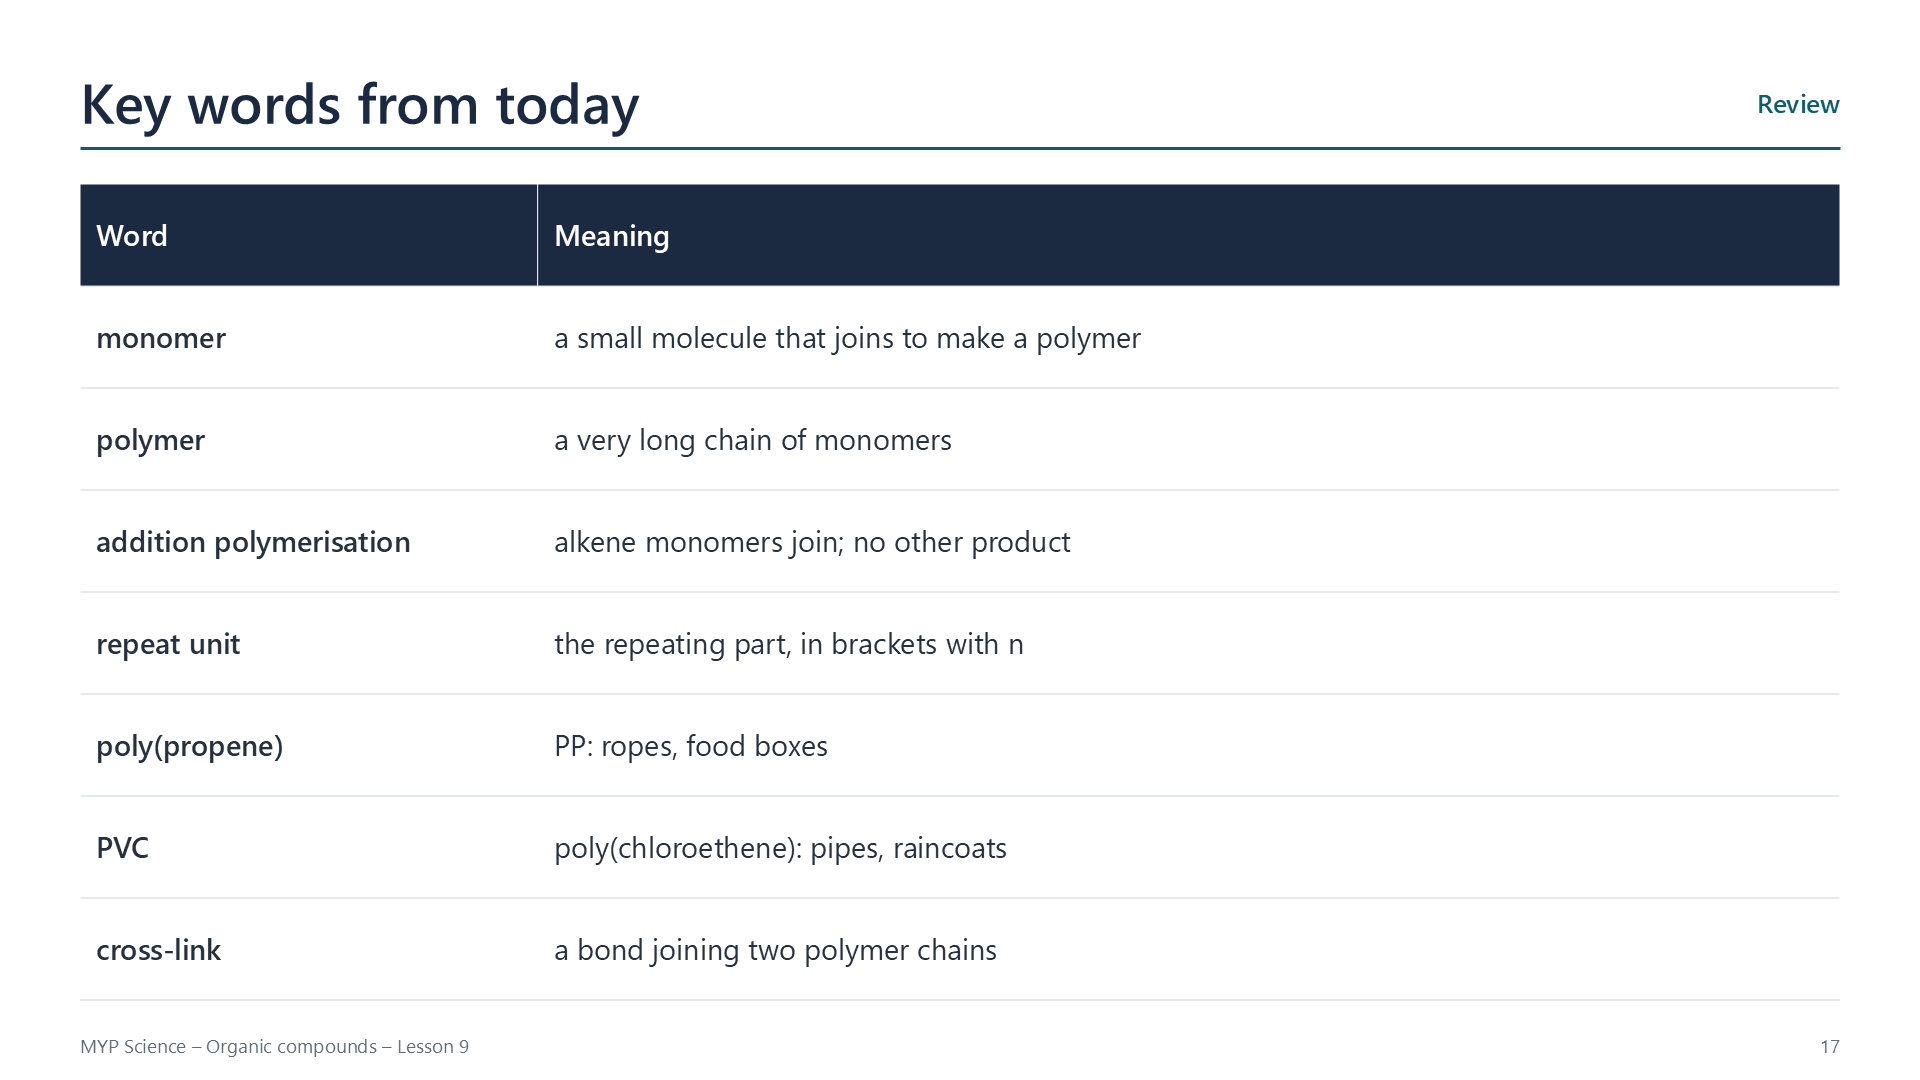 Key words from today
Review
Word Meaning
monomer a small molecule that joins to make a polymer
polymer a very long chain of monomers
addition polymerisation alkene monomers join; no other product
repeat unit the repeating part, in brackets with n
poly(propene) PP: ropes, food boxes
PVC poly(chloroethene): pipes, raincoats
cross-link a bond joining two polymer chains
MYP Science – Organic compounds – Lesson 9
17